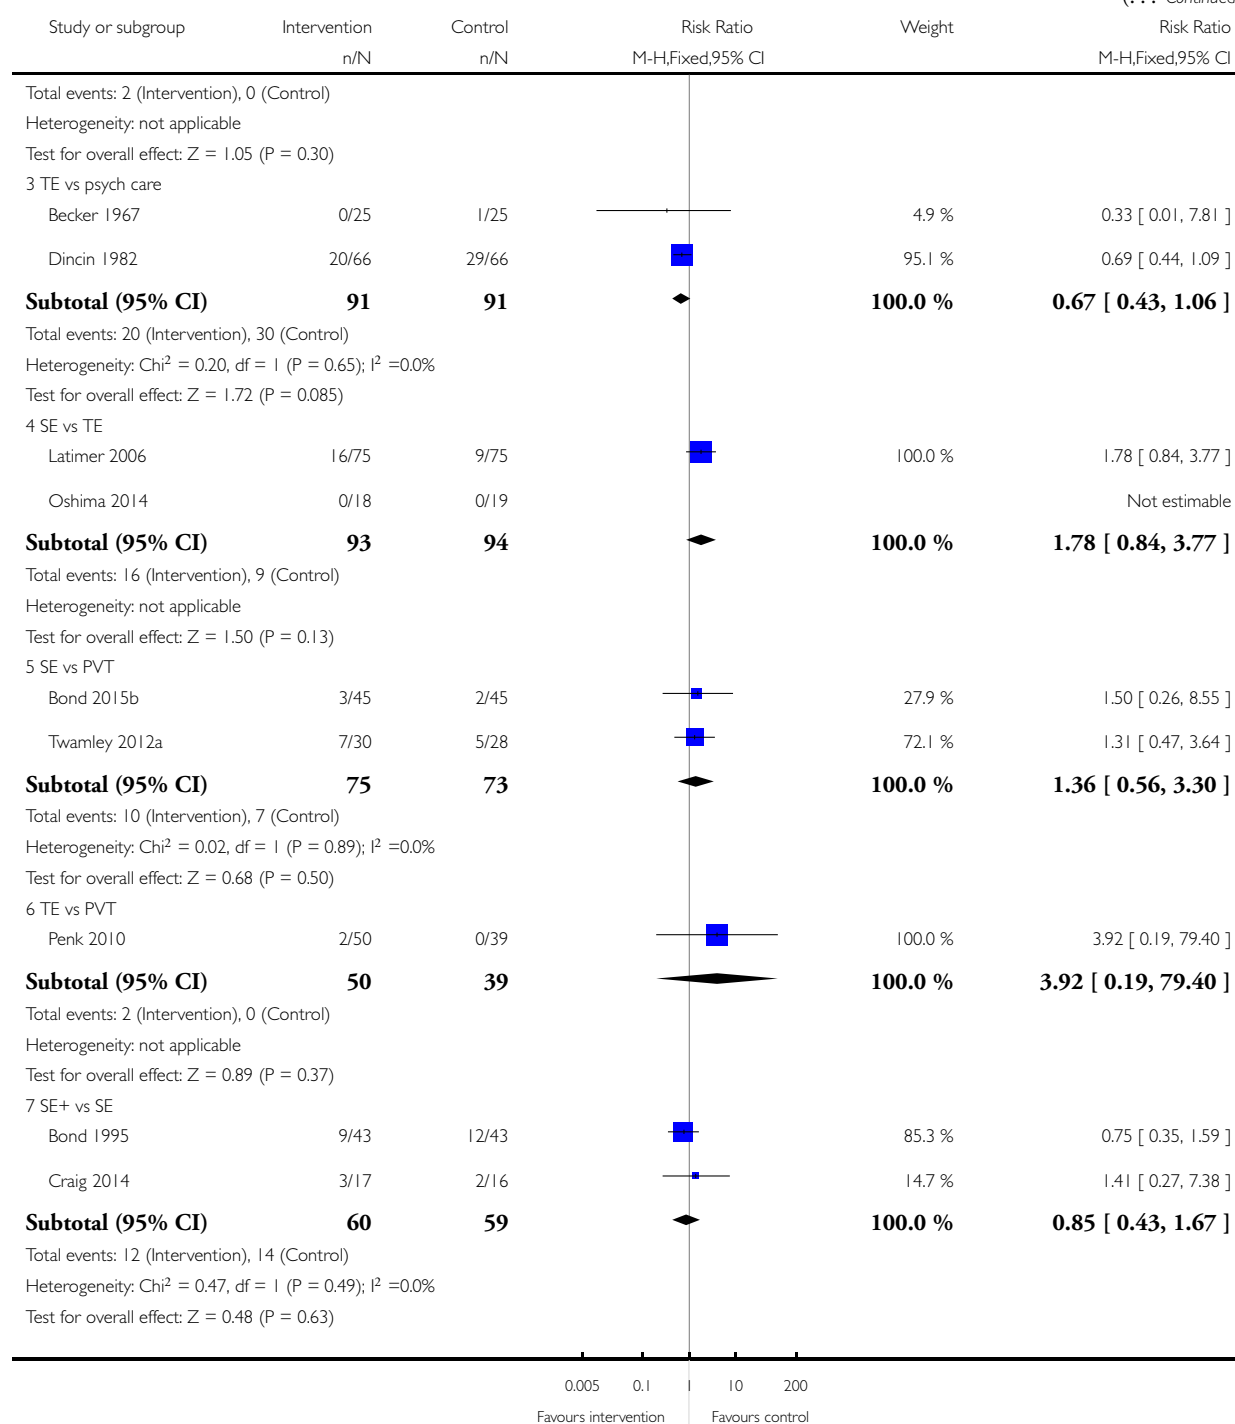 (. . . Continued
Study or subgroup Intervention Control Risk Ratio Weight Risk Ratio
n/N n/N M-H,Fixed,95% CI M-H,Fixed,95% CI
Total events: 2 (Intervention), 0 (Control)
Heterogeneity: not applicable
Test for overall effect: Z = 1.05 (P = 0.30)
3 TE vs psych care
Becker 1967 0/25 1/25 4.9 % 0.33 [ 0.01, 7.81 ]
Dincin 1982 20/66 29/66 95.1 % 0.69 [ 0.44, 1.09 ]
Subtotal (95% CI) 91 91 100.0 % 0.67 [ 0.43, 1.06 ]
Total events: 20 (Intervention), 30 (Control)
Heterogeneity: Chi² = 0.20, df = 1 (P = 0.65); I² =0.0%
Test for overall effect: Z = 1.72 (P = 0.085)
4 SE vs TE
Latimer 2006 16/75 9/75 100.0 % 1.78 [ 0.84, 3.77 ]
Oshima 2014 0/18 0/19 Not estimable
Subtotal (95% CI) 93 94 100.0 % 1.78 [ 0.84, 3.77 ]
Total events: 16 (Intervention), 9 (Control)
Heterogeneity: not applicable
Test for overall effect: Z = 1.50 (P = 0.13)
5 SE vs PVT
Bond 2015b 3/45 2/45 27.9 % 1.50 [ 0.26, 8.55 ]
Twamley 2012a 7/30 5/28 72.1 % 1.31 [ 0.47, 3.64 ]
Subtotal (95% CI) 75 73 100.0 % 1.36 [ 0.56, 3.30 ]
Total events: 10 (Intervention), 7 (Control)
Heterogeneity: Chi² = 0.02, df = 1 (P = 0.89); I² =0.0%
Test for overall effect: Z = 0.68 (P = 0.50)
6 TE vs PVT
Penk 2010 2/50 0/39 100.0 % 3.92 [ 0.19, 79.40 ]
Subtotal (95% CI) 50 39 100.0 % 3.92 [ 0.19, 79.40 ]
Total events: 2 (Intervention), 0 (Control)
Heterogeneity: not applicable
Test for overall effect: Z = 0.89 (P = 0.37)
7 SE+ vs SE
Bond 1995 9/43 12/43 85.3 % 0.75 [ 0.35, 1.59 ]
Craig 2014 3/17 2/16 14.7 % 1.41 [ 0.27, 7.38 ]
Subtotal (95% CI) 60 59 100.0 % 0.85 [ 0.43, 1.67 ]
Total events: 12 (Intervention), 14 (Control)
Heterogeneity: Chi² = 0.47, df = 1 (P = 0.49); I² =0.0%
Test for overall effect: Z = 0.48 (P = 0.63)
0.005 0.1 1 10 200
Favours intervention Favours control